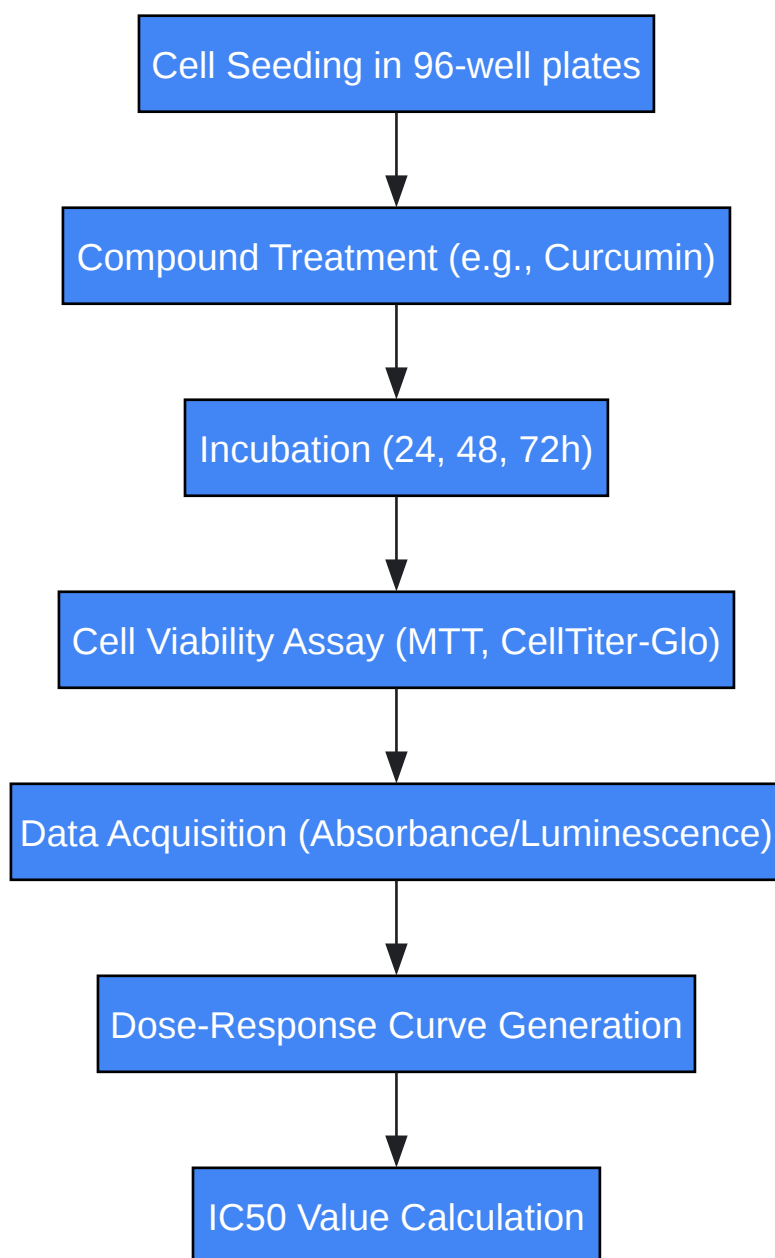 Cell Seeding in 96-well plates
Compound Treatment (e.g., Curcumin)
Incubation (24, 48, 72h)
Cell Viability Assay (MTT, CellTiter-Glo)
Data Acquisition (Absorbance/Luminescence)
Dose-Response Curve Generation
IC50 Value Calculation